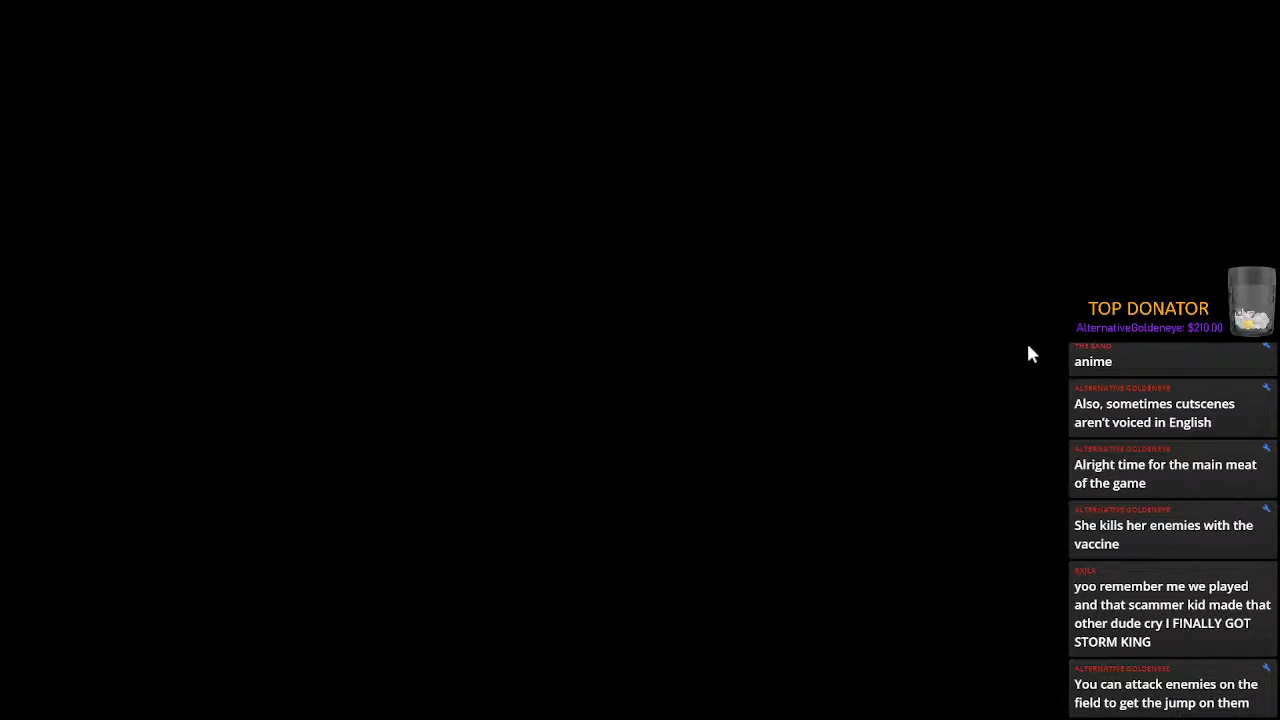 TOP DONATOR
AlternativeGoldeneye: $210.00
THE SAND
anime
ALTERNATIVE GOLDENEYE
Also, sometimes cutscenes
aren't voiced in English
ALTERNATIVE GOLDENEYE
Alright time for the main meat
of the game
ALTERNATIVE GOLDENEYE
She kills her enemies with the
vaccine
yoo remember me we played
and that scammer kid made that
other dude cry I FINALLY GOT
STORM KING
ALTERNATIVE GOLDENEYE
You can attack enemies on the
field to get the jump on them